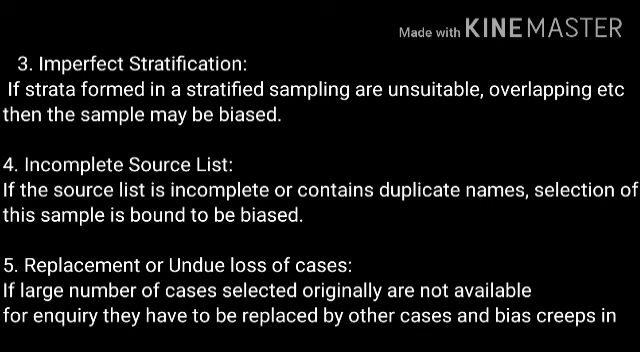 Made with KINEMASTER
3. Imperfect Stratification:
If strata formed in a stratified sampling are unsuitable, overlapping etc
then the sample may be biased.
4. Incomplete Source List:
If the source list is incomplete or contains duplicate names, selection of
this sample is bound to be biased.
5. Replacement or Undue loss of cases:
If large number of cases selected originally are not available
for enquiry they have to be replaced by other cases and bias creeps in